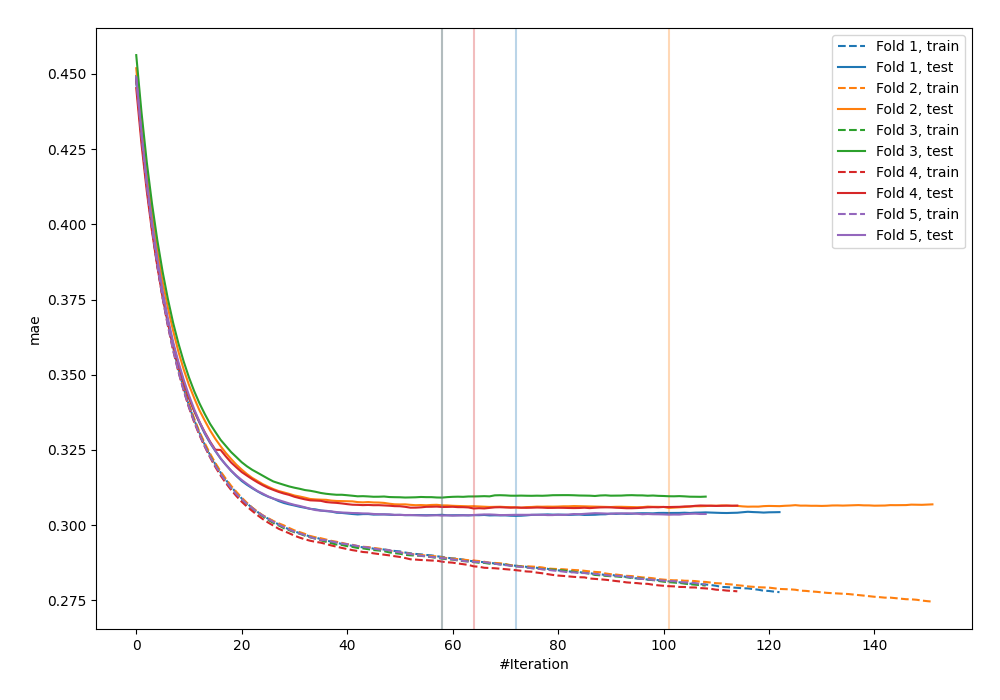 0.450
0.425
0.400
0.375
0.350
0.325
0.300
0.275
mae
0
20
40
60
80
100
120
140
#Iteration
Fold 1, train
Fold 1, test
Fold 2, train
Fold 2, test
Fold 3, train
Fold 3, test
Fold 4, train
Fold 4, test
Fold 5, train
Fold 5, test